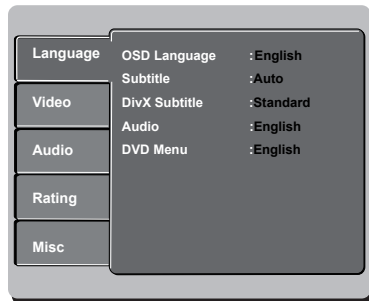 Language
Video
Audio
Rating
Misc
OSD Language :English
Subtitle :Auto
DivX Subtitle :Standard
Audio :English
DVD Menu :English